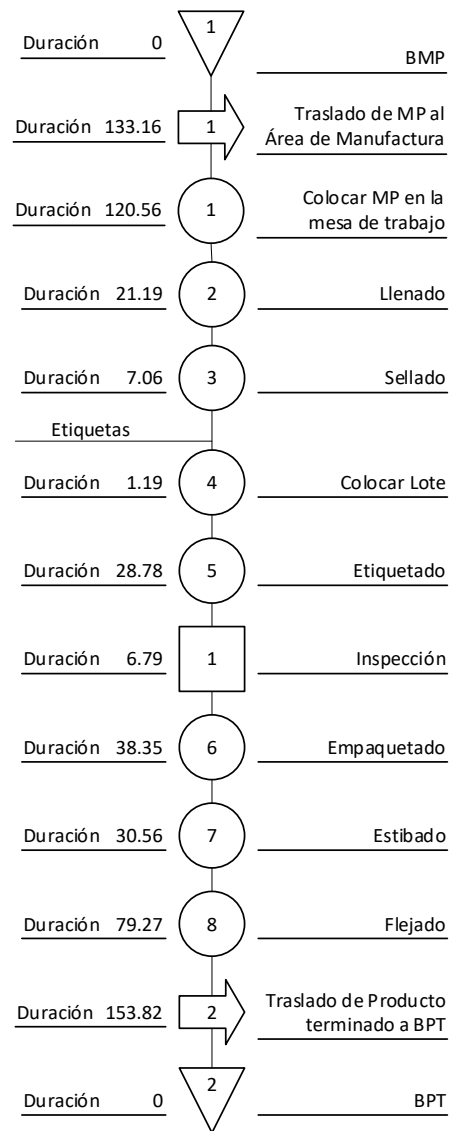 Duración 0
1
BMP
Duración 133.16
1
Traslado de MP al
Área de Manufactura
Duración 120.56
1
Colocar MP en la
mesa de trabajo
Duración 21.19
2
Llenado
Duración 7.06
3
Sellado
Etiquetas
Duración 1.19
4
Colocar Lote
Duración 28.78
5
Etiquetado
Duración 6.79
1
Inspección
Duración 38.35
6
Empaquetado
Duración 30.56
7
Estibado
Duración 79.27
8
Flejado
Duración 153.82
2
Traslado de Producto
terminado a BPT
Duración 0
2
BPT